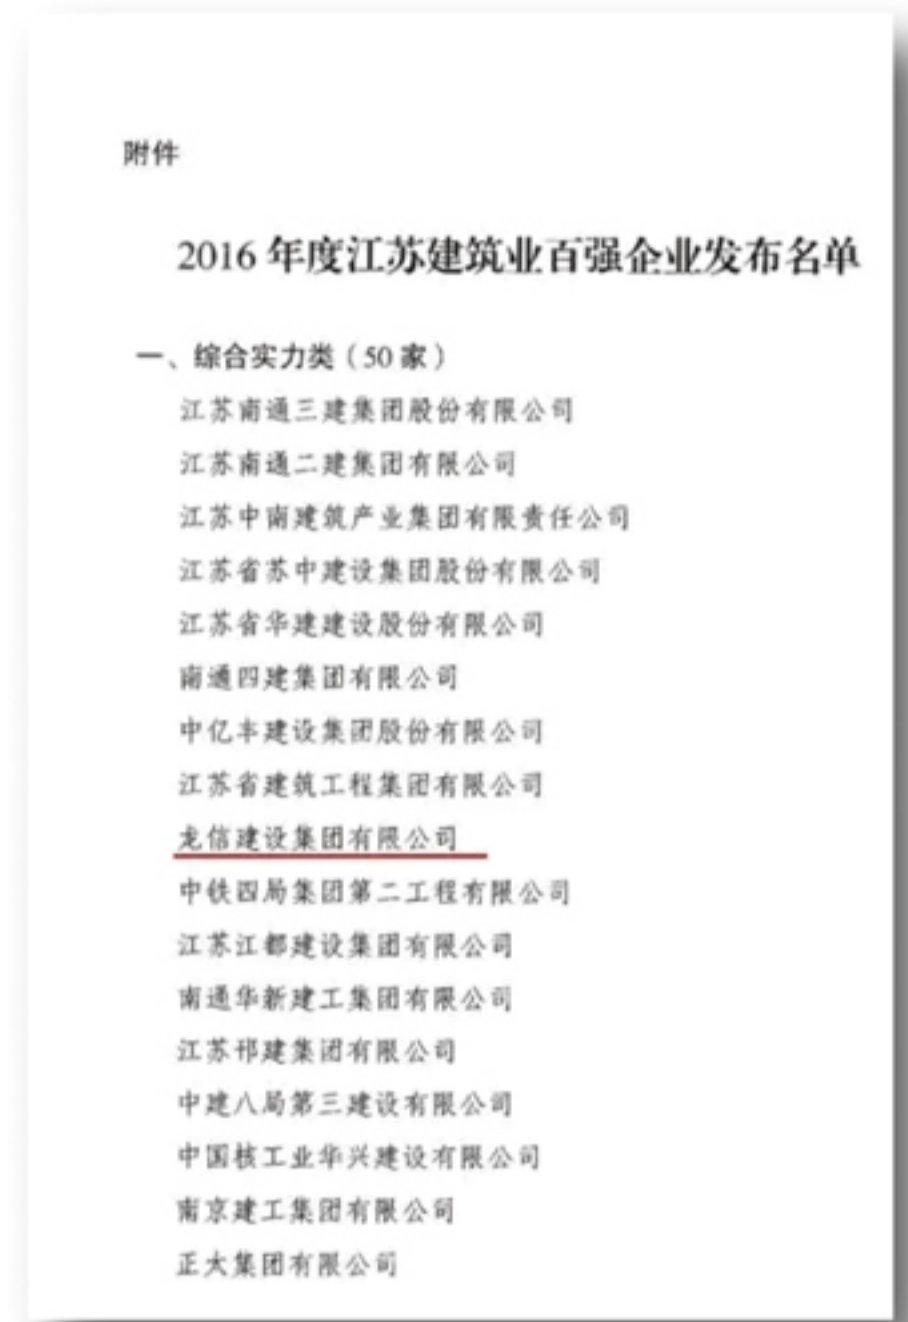 附件
2016 年度江苏建筑业百强企业发布名单
一、综合实力类（50 家）
江苏南通三建集团股份有限公司
江苏南通二建集团有限公司
江苏中南建筑产业集团有限责任公司
江苏省苏中建设集团股份有限公司
江苏省华建建设股份有限公司
南通四建集团有限公司
中亿丰建设集团股份有限公司
江苏省建筑工程集团有限公司
龙信建设集团有限公司
中铁四局集团第二工程有限公司
江苏江都建设集团有限公司
南通华新建工集团有限公司
江苏邗建集团有限公司
中建八局第三建设有限公司
中国核工业华兴建设有限公司
南京建工集团有限公司
正太集团有限公司